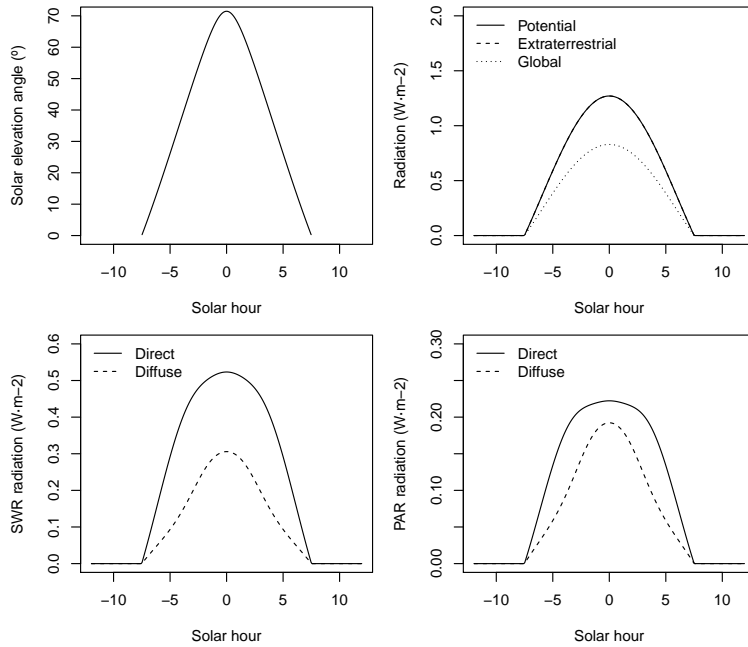 Solar elevation angle (º)
70
60
50
40
30
20
10
0
−10 −5 0 5 10
Solar hour
Radiation (W·m−2)
2.0
1.5
1.0
0.5
0.0
Potential
Extraterrestrial
Global
−10 −5 0 5 10
Solar hour
SWR radiation (W·m−2)
0.6
0.5
0.4
0.3
0.2
0.1
0.0
Direct
Diffuse
−10 −5 0 5 10
Solar hour
PAR radiation (W·m−2)
0.30
0.20
0.10
0.00
Direct
Diffuse
−10 −5 0 5 10
Solar hour